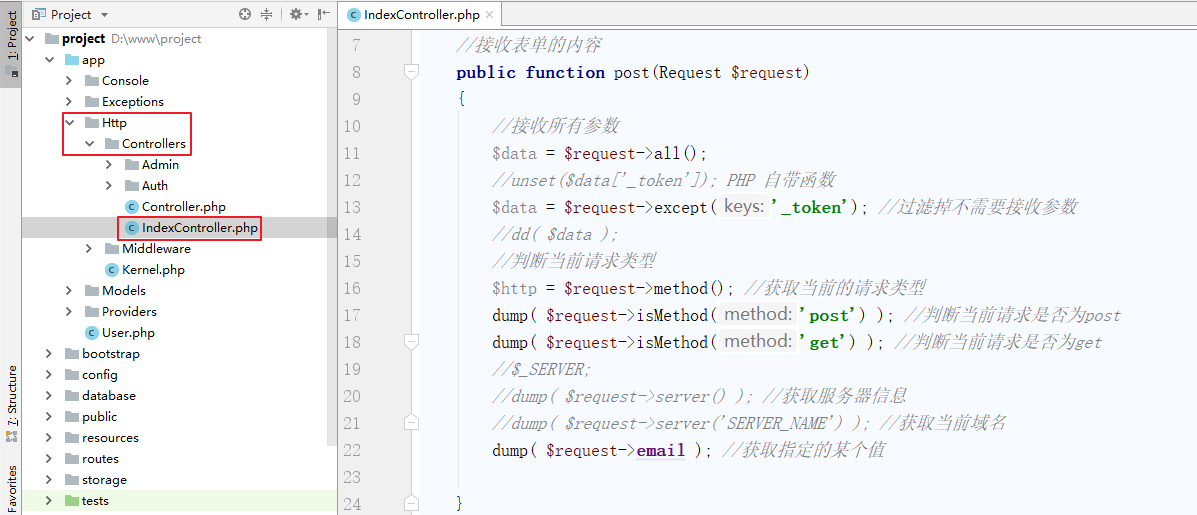 1: Project
7: Structure
Favorites
Project
project D:\www\project
app
Console
Exceptions
Http
Controllers
Admin
Auth
Controller.php
IndexController.php
Middleware
Kernel.php
Models
Providers
User.php
bootstrap
config
database
public
resources
routes
storage
tests
IndexController.php
7 //接收表单的内容
8 public function post(Request $request)
9 {
10 //接收所有参数
11 $data = $request->all();
12 //unset($data['_token']); PHP 自带函数
13 $data = $request->except( keys: '_token'); //过滤掉不需要接收参数
14 //dd( $data );
15 //判断当前请求类型
16 $http = $request->method(); //获取当前的请求类型
17 dump( $request->isMethod( method: 'post') ); //判断当前请求是否为post
18 dump( $request->isMethod( method: 'get') ); //判断当前请求是否为get
19 //$_SERVER;
20 //dump( $request->server() ); //获取服务器信息
21 //dump( $request->server('SERVER_NAME') ); //获取当前域名
22 dump( $request->email ); //获取指定的某个值
23
24 }